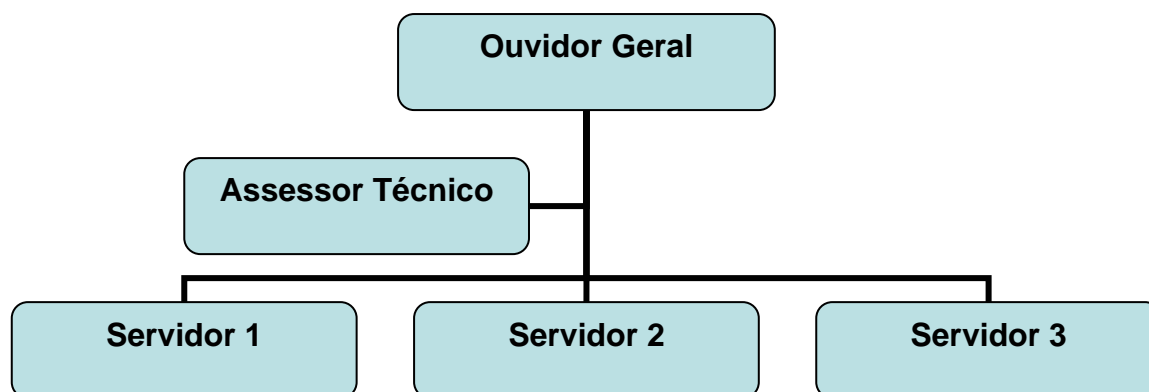 Ouvidor Geral
Assessor Técnico
Servidor 1
Servidor 2
Servidor 3